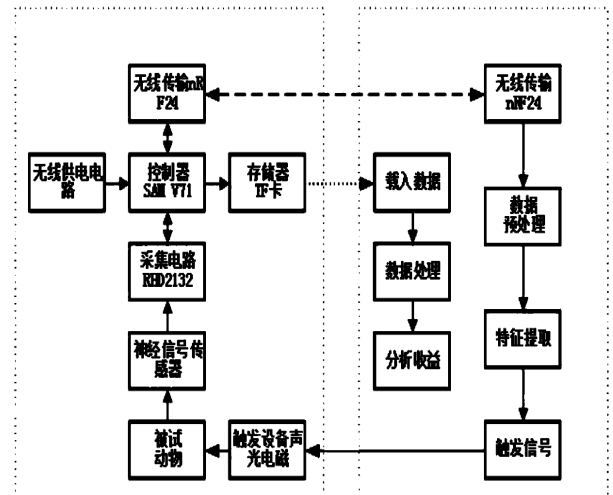 无线传输nR
F24
无线传输
nRF24
无线供电电
路
控制器
SAM V71
存储器
TF卡
载入数据
数据
预处理
采集电路
RHD2132
数据处理
神经信号传
感器
分析收益
特征提取
被试
动物
触发设备声
光电磁
触发信号